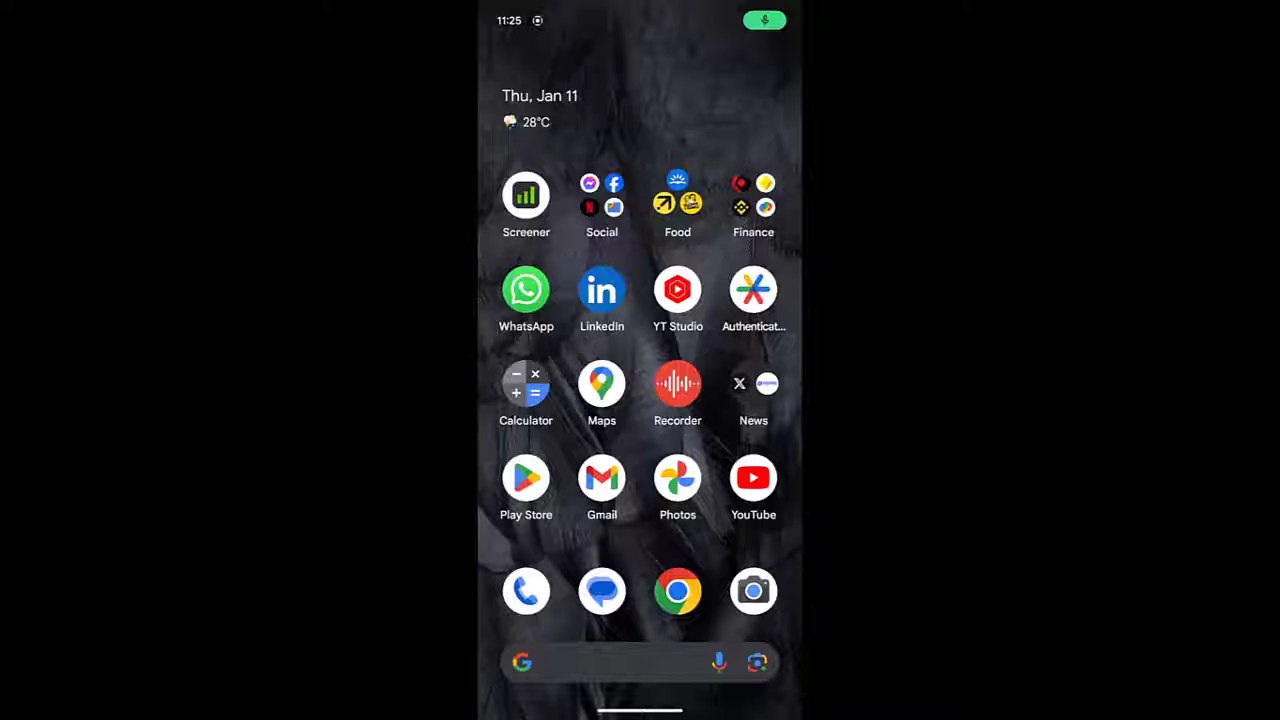 11:25
Thu, Jan 11
28°C
Screener
Social
Food
Finance
WhatsApp
LinkedIn
YT Studio
Authenticat...
Calculator
Maps
Recorder
News
Play Store
Gmail
Photos
YouTube